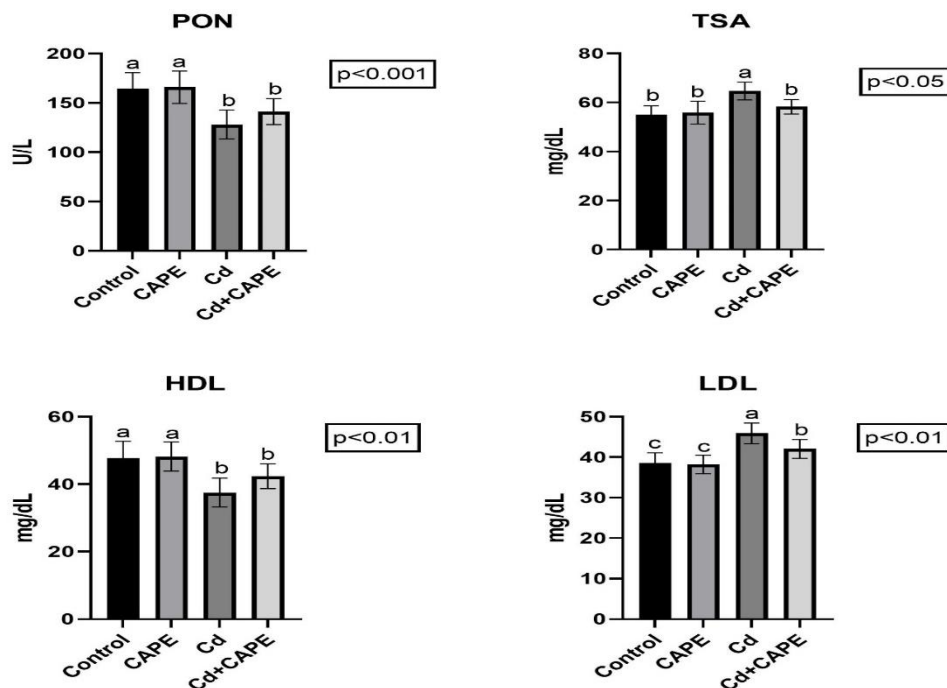 PON
200
150
100
50
0
U/L
a
a
b
b
p<0.001
Control
CAPE
Cd
Cd+CAPE
TSA
80
60
40
20
0
mg/dL
b
b
a
b
p<0.05
Control
CAPE
Cd
Cd+CAPE
HDL
60
40
20
0
mg/dL
a
a
b
b
p<0.01
Control
CAPE
Cd
Cd+CAPE
LDL
50
40
30
20
10
0
mg/dL
c
c
a
b
p<0.01
Control
CAPE
Cd
Cd+CAPE